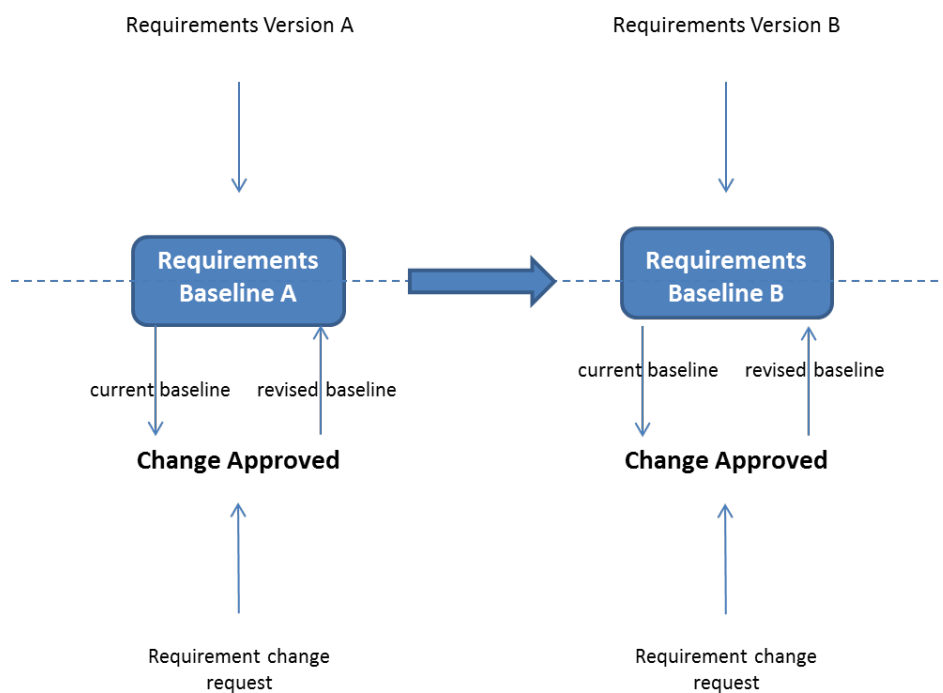 Requirements Version A
Requirements Version B
Requirements
Baseline A
Requirements
Baseline B
current baseline
revised baseline
current baseline
revised baseline
Change Approved
Change Approved
Requirement change
request
Requirement change
request